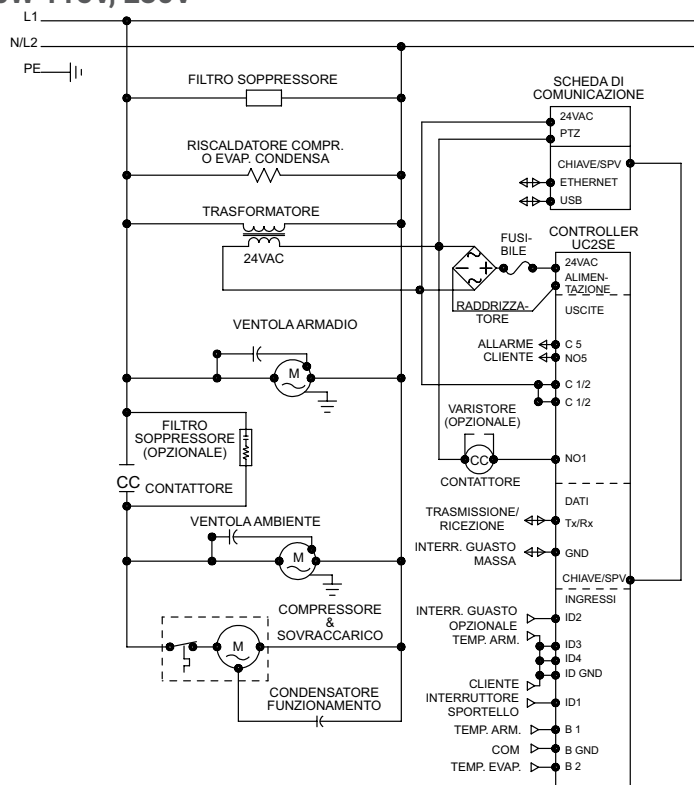 L1
N/L2
PE
FILTRO SOPPRESSORE
RISCALDATORE COMPR.
O EVAP. CONDENSA
TRASFORMATORE
24VAC
VENTOLA ARMADIO
M
FILTRO
SOPPRESSORE
(OPZIONALE)
CC CONTATTORE
VENTOLA AMBIENTE
M
COMPRESSORE
&
SOVRACCARICO
M
CONDENSATORE
FUNZIONAMENTO
SCHEDA DI
COMUNICAZIONE
24VAC
PTZ
CHIAVE/SPV
ETHERNET
USB
FUSI-
BILE
RADDRIZZA-
TORE
CONTROLLER
UC2SE
24VAC
ALIMEN-
TAZIONE
USCITE
ALLARME
CLIENTE
C 5
NO5
C 1/2
C 1/2
VARISTORE
(OPZIONALE)
CC
CONTATTORE
NO1
DATI
TRASMISSIONE/
RICEZIONE
Tx/Rx
INTERR. GUASTO
MASSA
GND
CHIAVE/SPV
INGRESSI
INTERR. GUASTO
OPZIONALE
ID2
TEMP. ARM.
ID3
ID4
ID GND
CLIENTE
INTERRUTTORE
SPORTELLO
ID1
TEMP. ARM.
B 1
COM
B GND
TEMP. EVAP.
B 2